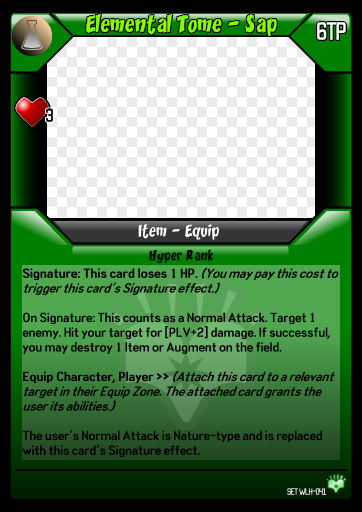 Elemental Tome - Sap
6TP
3
Item - Equip
Hyper Rank
Signature: This card loses 1 HP. (You may pay this cost to
trigger this card's Signature effect.)
On Signature: This counts as a Normal Attack. Target 1
enemy. Hit your target for [PLV+2] damage. If successful,
you may destroy 1 Item or Augment on the field.
Equip Character, Player >> (Attach this card to a relevant
target in their Equip Zone. The attached card grants the
user its abilities.)
The user's Normal Attack is Nature-type and is replaced
with this card's Signature effect.
SET WLH-041